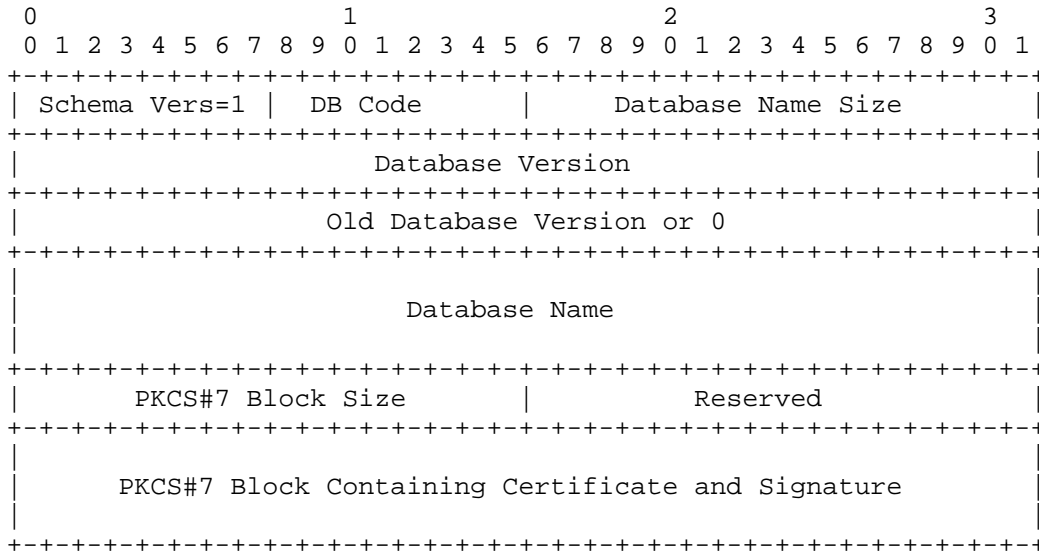 0                   1                   2                   3
 0 1 2 3 4 5 6 7 8 9 0 1 2 3 4 5 6 7 8 9 0 1 2 3 4 5 6 7 8 9 0 1
+-+-+-+-+-+-+-+-+-+-+-+-+-+-+-+-+-+-+-+-+-+-+-+-+-+-+-+-+-+-+-+-+
| Schema Vers=1 |  DB Code      |     Database Name Size        |
+-+-+-+-+-+-+-+-+-+-+-+-+-+-+-+-+-+-+-+-+-+-+-+-+-+-+-+-+-+-+-+-+
|                      Database Version                         |
+-+-+-+-+-+-+-+-+-+-+-+-+-+-+-+-+-+-+-+-+-+-+-+-+-+-+-+-+-+-+-+-+
|                   Old Database Version or 0                   |
+-+-+-+-+-+-+-+-+-+-+-+-+-+-+-+-+-+-+-+-+-+-+-+-+-+-+-+-+-+-+-+-+
|                                                               |
|                        Database Name                          |
|                                                               |
+-+-+-+-+-+-+-+-+-+-+-+-+-+-+-+-+-+-+-+-+-+-+-+-+-+-+-+-+-+-+-+-+
|       PKCS#7 Block Size       |          Reserved             |
+-+-+-+-+-+-+-+-+-+-+-+-+-+-+-+-+-+-+-+-+-+-+-+-+-+-+-+-+-+-+-+-+
|                                                               |
|      PKCS#7 Block Containing Certificate and Signature        |
|                                                               |
+-+-+-+-+-+-+-+-+-+-+-+-+-+-+-+-+-+-+-+-+-+-+-+-+-+-+-+-+-+-+-+-+